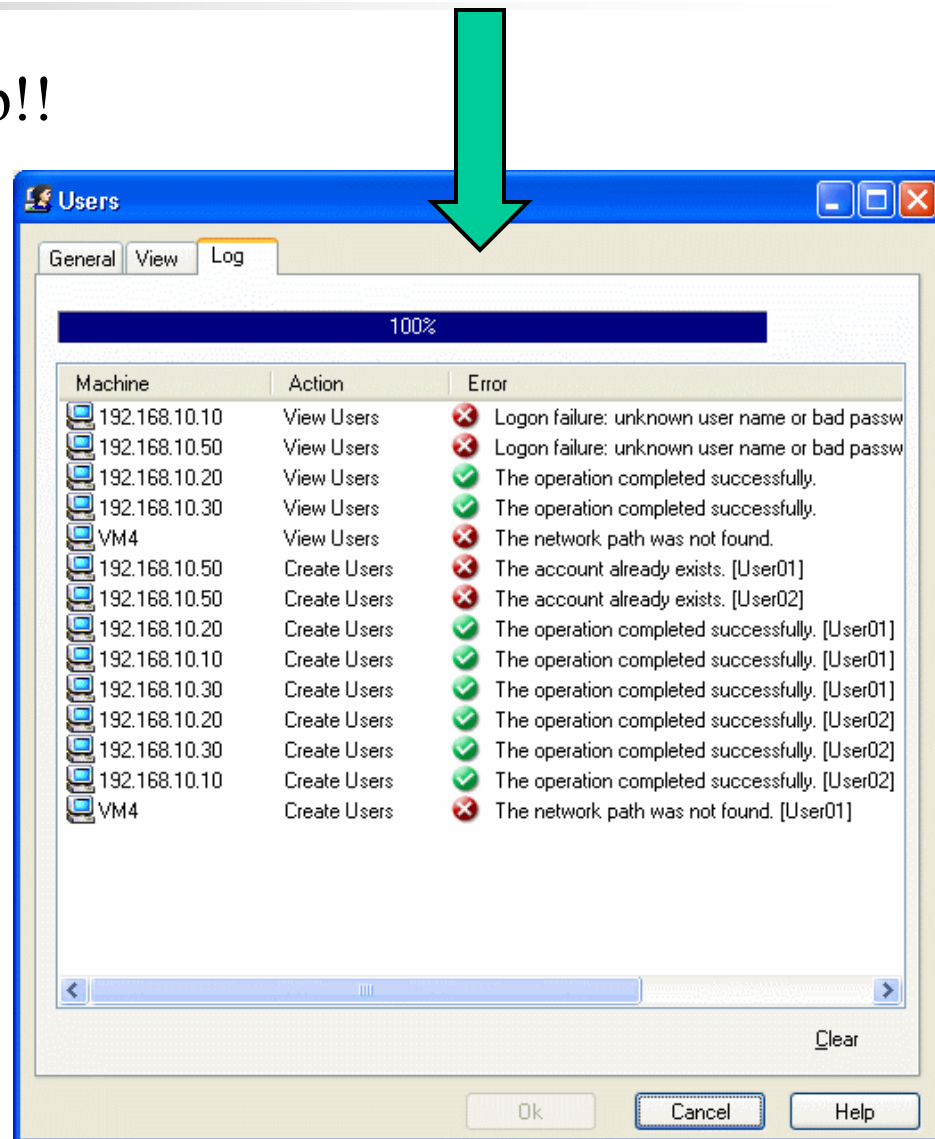 !!
Users
General View Log
100%
Machine Action Error
192.168.10.10 View Users Logon failure: unknown user name or bad passw
192.168.10.50 View Users Logon failure: unknown user name or bad passw
192.168.10.20 View Users The operation completed successfully.
192.168.10.30 View Users The operation completed successfully.
VM4 View Users The network path was not found.
192.168.10.50 Create Users The account already exists. [User01]
192.168.10.50 Create Users The account already exists. [User02]
192.168.10.20 Create Users The operation completed successfully. [User01]
192.168.10.10 Create Users The operation completed successfully. [User01]
192.168.10.30 Create Users The operation completed successfully. [User01]
192.168.10.20 Create Users The operation completed successfully. [User02]
192.168.10.30 Create Users The operation completed successfully. [User02]
192.168.10.10 Create Users The operation completed successfully. [User02]
VM4 Create Users The network path was not found. [User01]
Clear
Ok Cancel Help